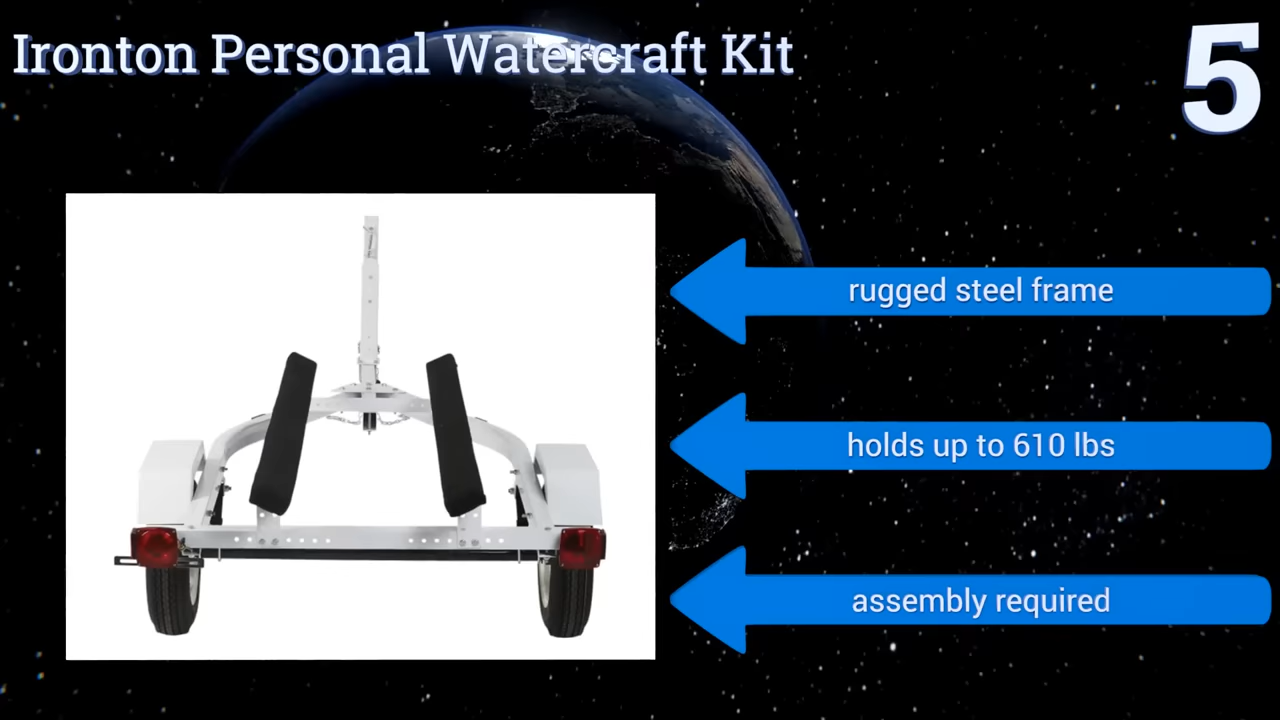 Ironton Personal Watercraft Kit
5
rugged steel frame
holds up to 610 lbs
assembly required